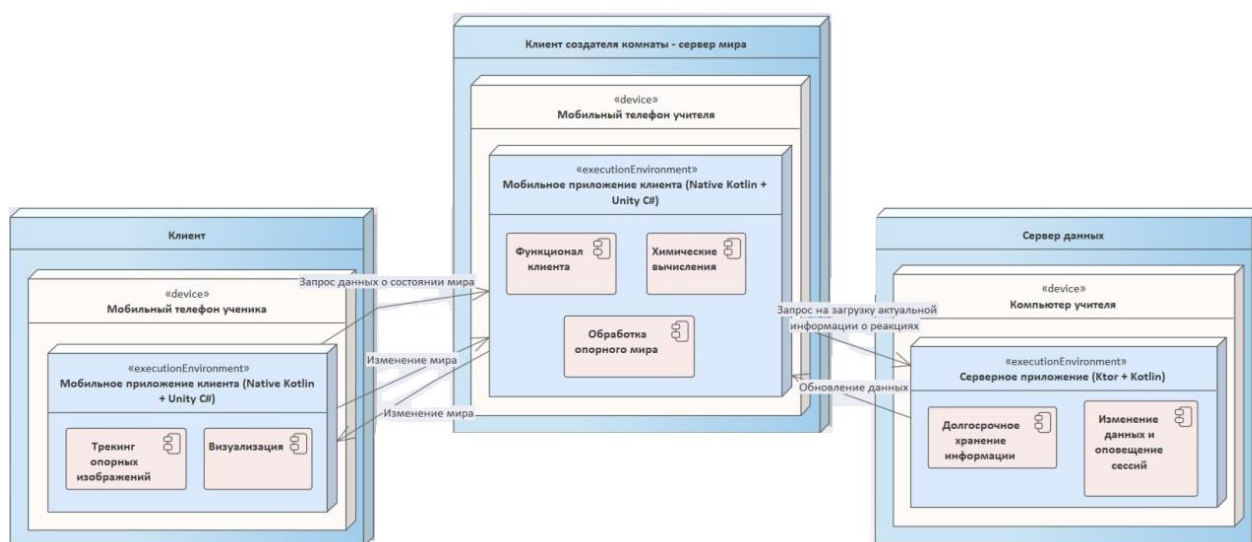 Клиент создателя комнаты - сервер мира
«device»
Мобильный телефон учителя
«executionEnvironment»
Мобильное приложение клиента (Native Kotlin +
Unity C#)
Функционал
клиента
Химические
вычисления
Обработка
опорного мира
Клиент
«device»
Мобильный телефон ученика
«executionEnvironment»
Мобильное приложение клиента (Native Kotlin
+ Unity C#)
Трекинг
опорных
изображений
Визуализация
Запрос данных о состоянии мира
Изменение мира
Изменение мира
Сервер данных
«device»
Компьютер учителя
«executionEnvironment»
Серверное приложение (Ktor + Kotlin)
Долгосрочное
хранение
информации
Изменение
данных и
оповещение
сессий
Запрос на загрузку актуальной
информации о реакциях
Обновление данных